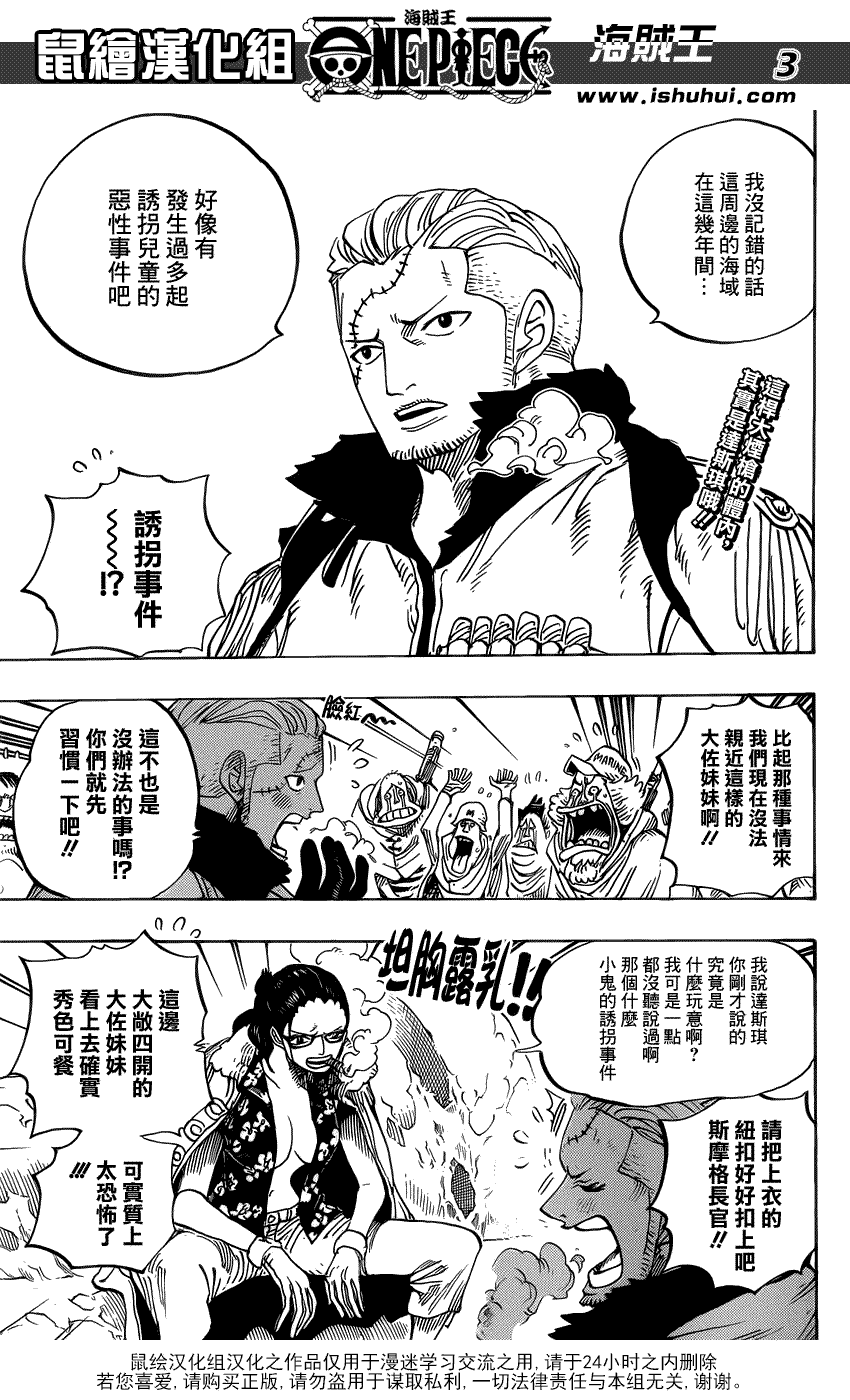 鼠繪漢化組
海賊王
ONE PIECE
海賊王
3
www.ishuhui.com
我沒記錯的話
這周邊的海域
在這幾年間…
好像有
發生過多起
誘拐兒童的
惡性事件吧
這桿大煙槍的體內，
其實是達斯琪哦!!
誘拐事件
~~~!?
比起那種事情來
我們現在沒法
親近這樣的
大佐妹妹啊!!
MARINE
M
臉紅~
這不也是
沒辦法的事嗎!?
你們就先
習慣一下吧!!
我說達斯琪
你剛才說的
究竟是
什麼玩意啊?
我可是一點
都沒聽說過啊
那個什麼
小鬼的誘拐事件
坦胸露乳!!
請把上衣的
紐扣好好扣上吧
斯摩格長官!!
這邊
大敞四開的
大佐妹妹
看上去確實
秀色可餐
可實質上
太恐怖了
!!!
鼠绘汉化组汉化之作品仅用于漫迷学习交流之用, 请于24小时之内删除
若您喜爱, 请购买正版, 请勿盗用于谋取私利, 一切法律责任与本组无关, 谢谢。